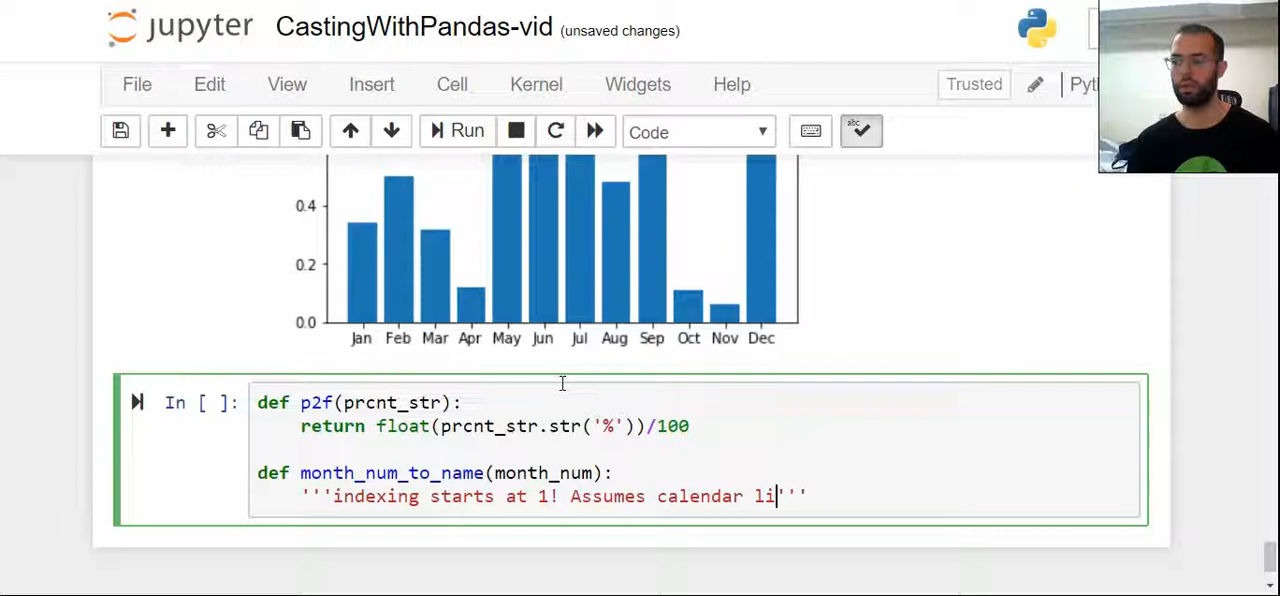 jupyter CastingWithPandas-vid (unsaved changes)
File Edit View Insert Cell Kernel Widgets Help Trusted
Run Code
0.4
0.2
0.0
Jan Feb Mar Apr May Jun Jul Aug Sep Oct Nov Dec
In [ ]: def p2f(prcnt_str):
return float(prcnt_str.str('%'))/100
def month_num_to_name(month_num):
'''indexing starts at 1! Assumes calendar li'''